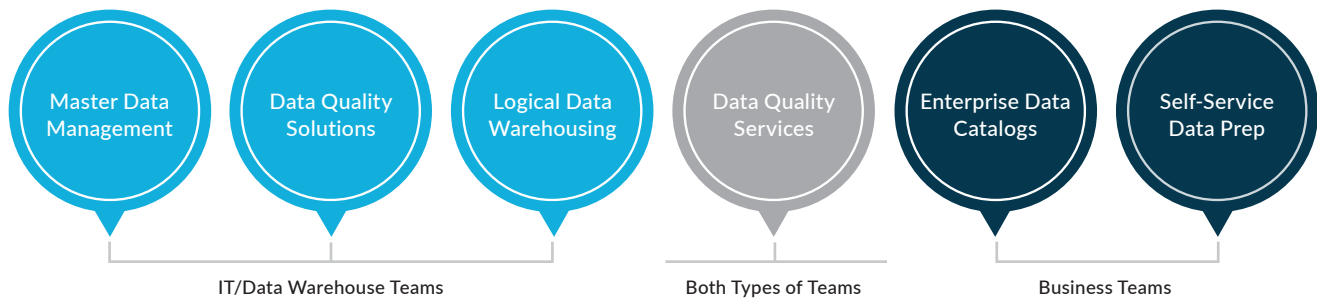 Master Data
Management
Data Quality
Solutions
Logical Data
Warehousing
Data Quality
Services
Enterprise Data
Catalogs
Self-Service
Data Prep
IT/Data Warehouse Teams
Both Types of Teams
Business Teams